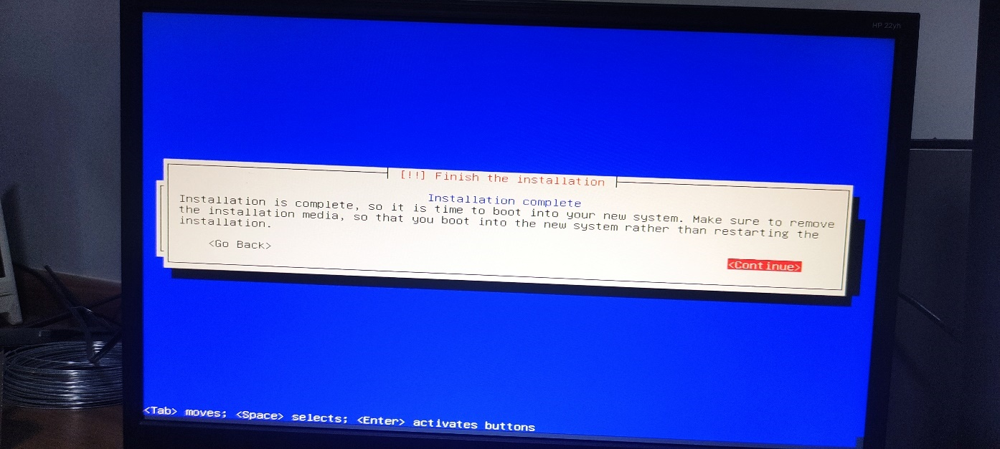 HP 22yh
[!!] Finish the installation
Installation complete
Installation is complete, so it is time to boot into your new system. Make sure to remove
the installation media, so that you boot into the new system rather than restarting the
installation.
<Go Back>
<Continue>
<Tab> moves; <Space> selects; <Enter> activates buttons